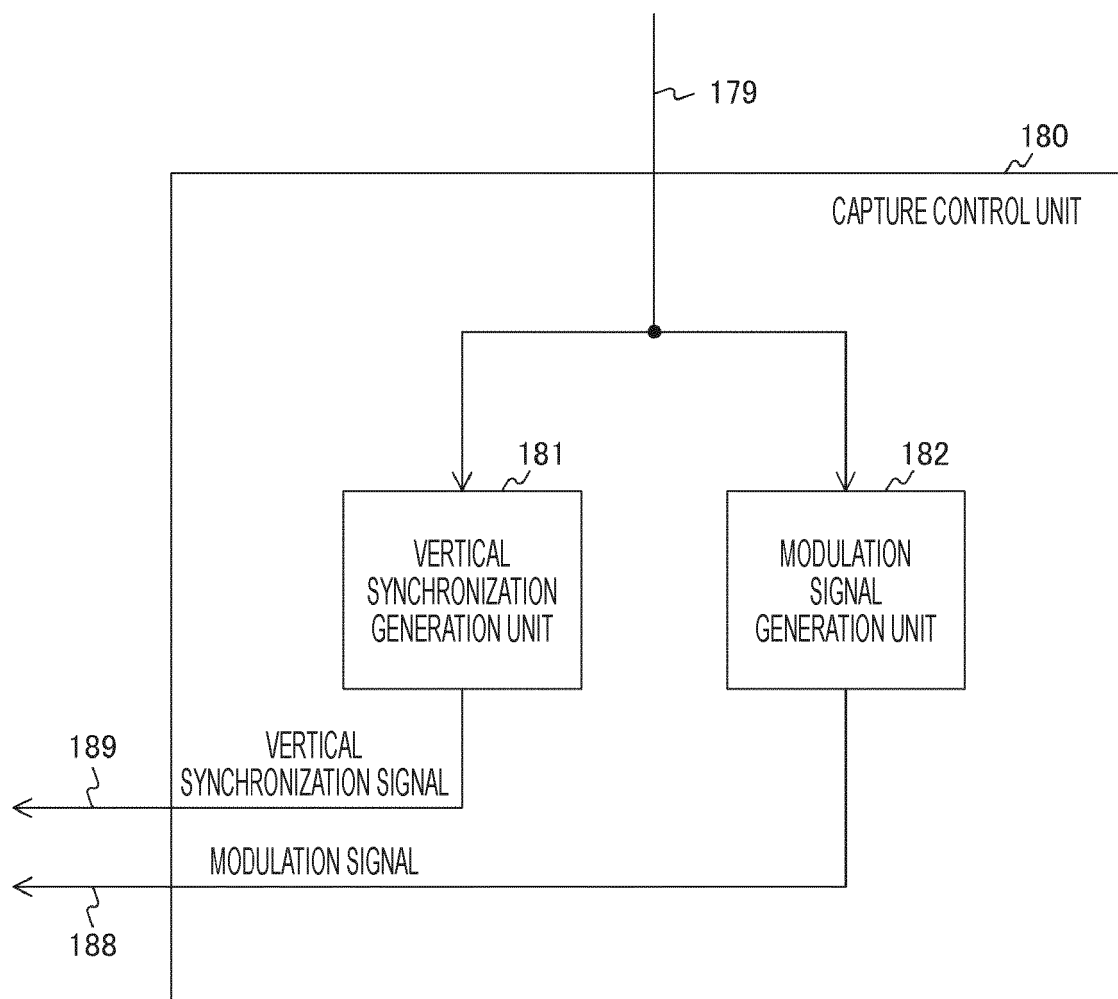 179
180
CAPTURE CONTROL UNIT
181
182
VERTICAL
SYNCHRONIZATION
GENERATION UNIT
MODULATION
SIGNAL
GENERATION UNIT
189
VERTICAL
SYNCHRONIZATION SIGNAL
MODULATION SIGNAL
188